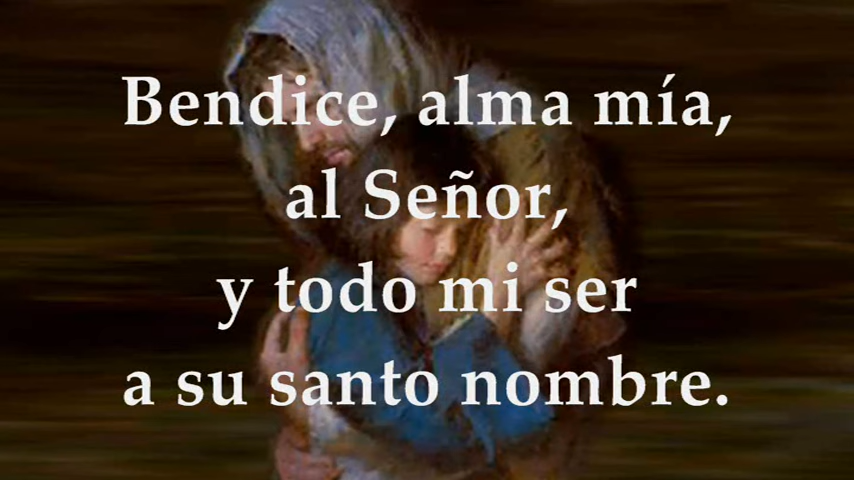 Bendice, alma mía,
al Señor,
y todo mi ser
a su santo nombre.